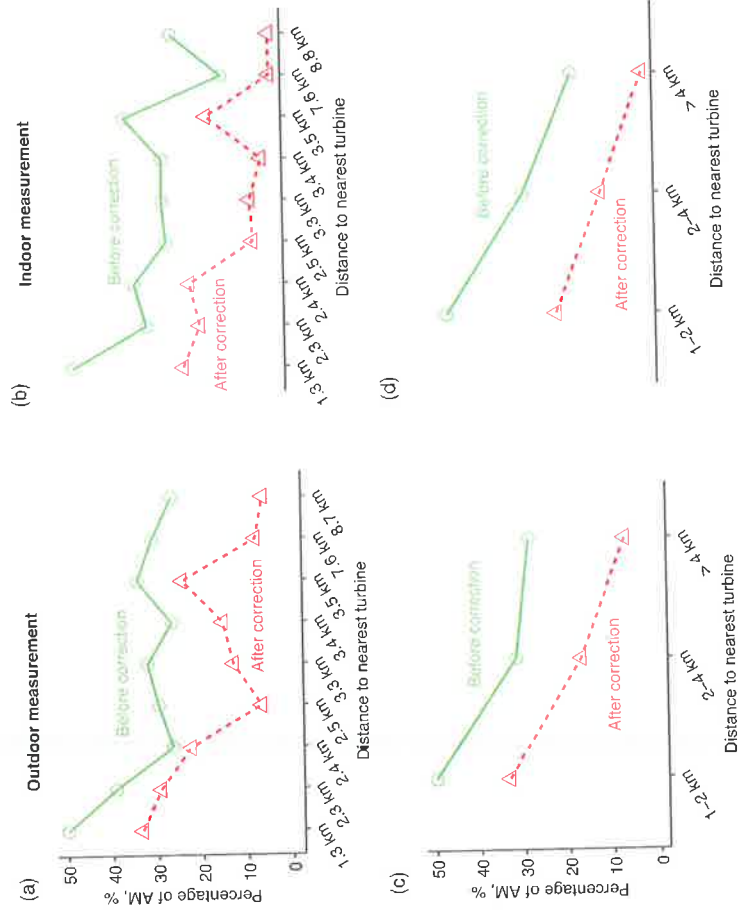 Outdoor measurement
Indoor measurement
(a)
Percentage of AM, %
50
40
30
20
10
0
Before correction
After correction
1.3 km
2.3 km
2.4 km
2.5 km
3.3 km
3.4 km
3.5 km
7.6 km
8.7 km
Distance to nearest turbine
(b)
Before correction
After correction
1.3 km
2.3 km
2.4 km
2.5 km
3.3 km
3.4 km
3.5 km
7.6 km
8.8 km
Distance to nearest turbine
(c)
Percentage of AM, %
50
40
30
20
10
0
Before correction
After correction
1–2 km
2–4 km
> 4 km
Distance to nearest turbine
(d)
Before correction
After correction
1–2 km
2–4 km
> 4 km
Distance to nearest turbine